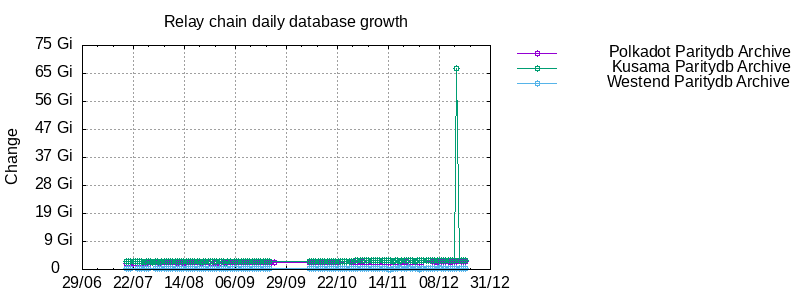 Relay chain daily database growth
75 Gi
65 Gi
56 Gi
47 Gi
37 Gi
28 Gi
19 Gi
9 Gi
0
Change
29/06 22/07 14/08 06/09 29/09 22/10 14/11 08/12 31/12
Polkadot Paritydb Archive
Kusama Paritydb Archive
Westend Paritydb Archive